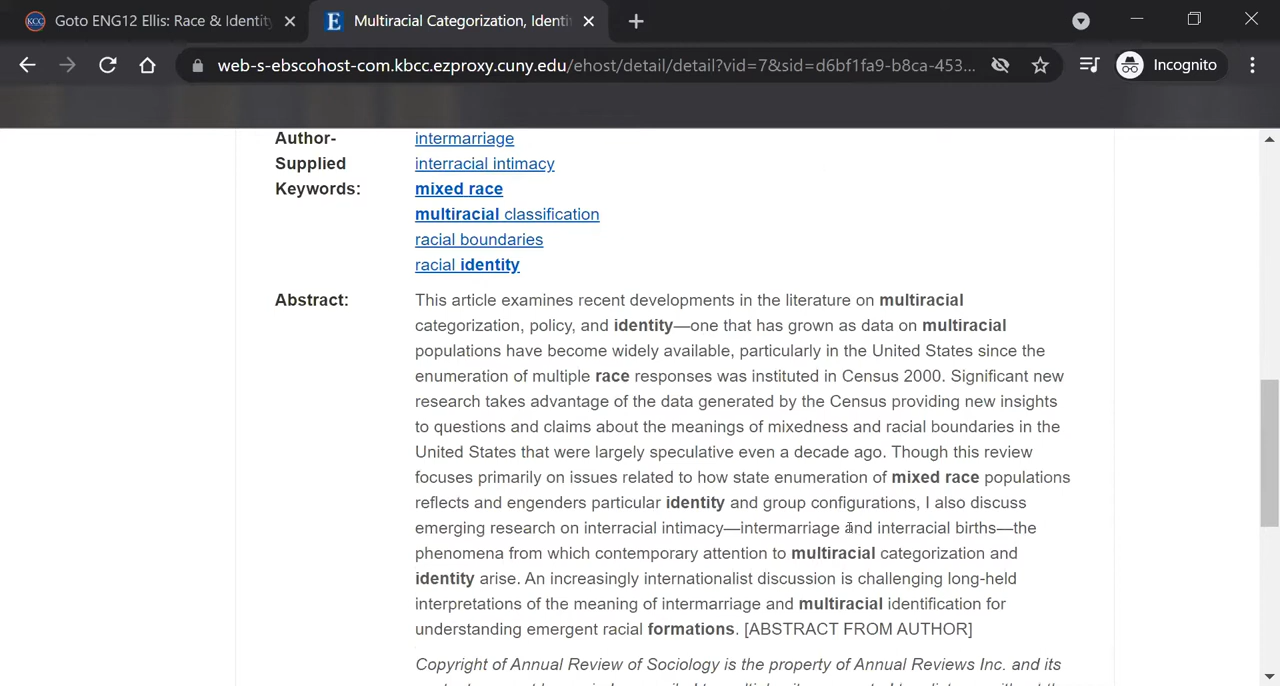 Goto ENG12 Ellis: Race & Identity
Multiracial Categorization, Identi
web-s-ebscohost-com.kbcc.ezproxy.cuny.edu/ehost/detail/detail?vid=7&sid=d6bf1fa9-b8ca-453...
Incognito
Author-
Supplied
Keywords:
intermarriage
interracial intimacy
mixed race
multiracial classification
racial boundaries
racial identity
Abstract:
This article examines recent developments in the literature on multiracial
categorization, policy, and identity—one that has grown as data on multiracial
populations have become widely available, particularly in the United States since the
enumeration of multiple race responses was instituted in Census 2000. Significant new
research takes advantage of the data generated by the Census providing new insights
to questions and claims about the meanings of mixedness and racial boundaries in the
United States that were largely speculative even a decade ago. Though this review
focuses primarily on issues related to how state enumeration of mixed race populations
reflects and engenders particular identity and group configurations, I also discuss
emerging research on interracial intimacy—intermarriage and interracial births—the
phenomena from which contemporary attention to multiracial categorization and
identity arise. An increasingly internationalist discussion is challenging long-held
interpretations of the meaning of intermarriage and multiracial identification for
understanding emergent racial formations. [ABSTRACT FROM AUTHOR]
Copyright of Annual Review of Sociology is the property of Annual Reviews Inc. and its